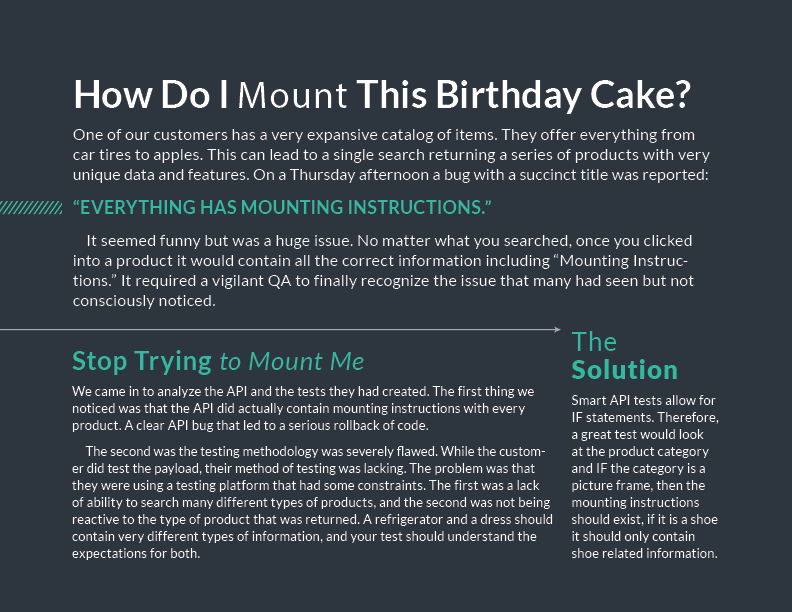 How Do I Mount This Birthday Cake?
One of our customers has a very expansive catalog of items. They offer everything from
car tires to apples. This can lead to a single search returning a series of products with very
unique data and features. On a Thursday afternoon a bug with a succinct title was reported:
“EVERYTHING HAS MOUNTING INSTRUCTIONS.”
It seemed funny but was a huge issue. No matter what you searched, once you clicked
into a product it would contain all the correct information including “Mounting Instruc-
tions.” It required a vigilant QA to finally recognize the issue that many had seen but not
consciously noticed.
Stop Trying to Mount Me
We came in to analyze the API and the tests they had created. The first thing we
noticed was that the API did actually contain mounting instructions with every
product. A clear API bug that led to a serious rollback of code.
The second was the testing methodology was severely flawed. While the custom-
er did test the payload, their method of testing was lacking. The problem was that
they were using a testing platform that had some constraints. The first was a lack
of ability to search many different types of products, and the second was not being
reactive to the type of product that was returned. A refrigerator and a dress should
contain very different types of information, and your test should understand the
expectations for both.
The
Solution
Smart API tests allow for
IF statements. Therefore,
a great test would look
at the product category
and IF the category is a
picture frame, then the
mounting instructions
should exist, if it is a shoe
it should only contain
shoe related information.